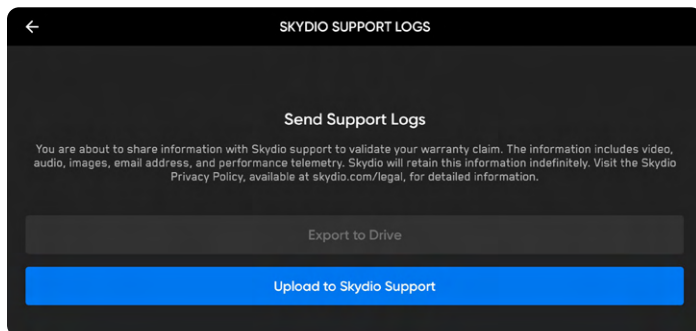 SKYDIO SUPPORT LOGS
Send Support Logs
You are about to share information with Skydio support to validate your warranty claim. The information includes video,
audio, images, email address, and performance telemetry. Skydio will retain this information indefinitely. Visit the Skydio
Privacy Policy, available at skydio.com/legal, for detailed information.
Export to Drive
Upload to Skydio Support